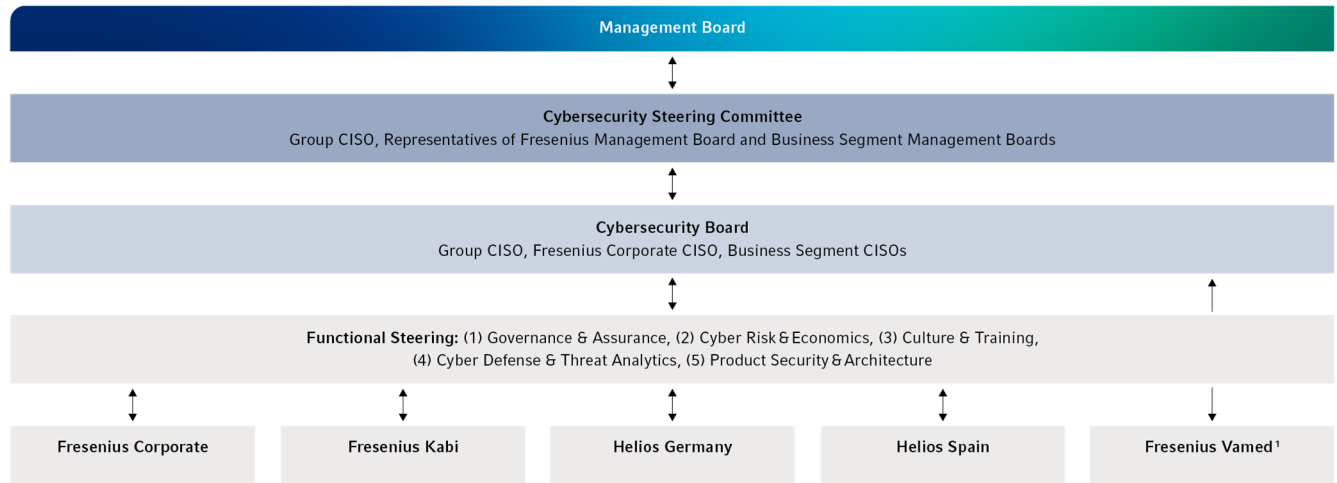 Management Board
Cybersecurity Steering Committee
Group CISO, Representatives of Fresenius Management Board and Business Segment Management Boards
Cybersecurity Board
Group CISO, Fresenius Corporate CISO, Business Segment CISOs
Functional Steering: (1) Governance & Assurance, (2) Cyber Risk & Economics, (3) Culture & Training,
(4) Cyber Defense & Threat Analytics, (5) Product Security & Architecture
Fresenius Corporate
Fresenius Kabi
Helios Germany
Helios Spain
Fresenius Vamed¹